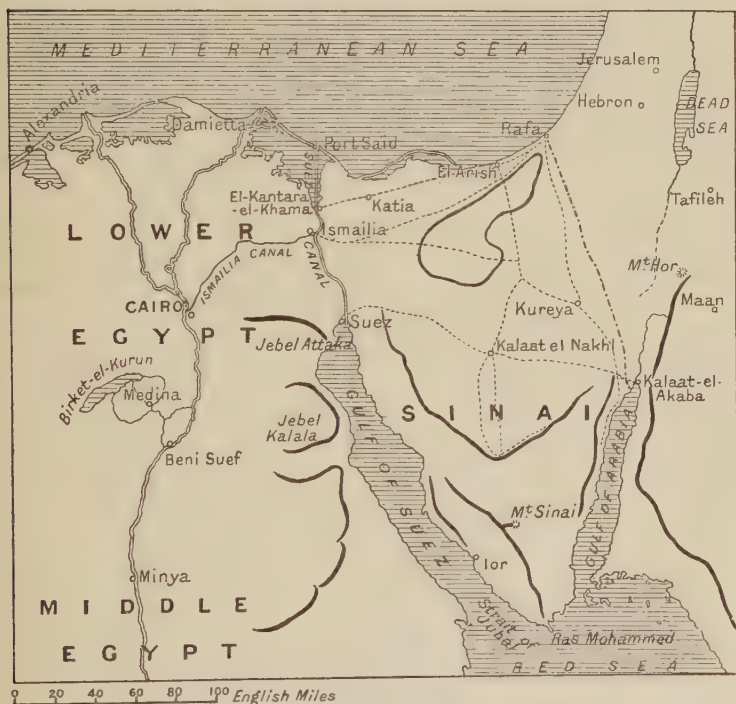 MEDITERRANEAN SEA
Jerusalem
Alexandria
Hebron
DEAD
SEA
Damietta
Port Said
Rafa
SUEZ
El-Arish
El-Kantara
-el-Khama
Katia
Tafileh
LOWER
Ismailia
CANAL
ISMAILIA CANAL
Mt. Hor
CAIRO
Kureya
Maan
EGYPT
Suez
Jebel Attaka
Kalaat el Nakhl
Birket-el-Kurun
Medina
Kalaat-el-
Akaba
Jebel
Kalala
SINAI
GULF OF SUEZ
GULF OF ARABIA
Beni Suef
Mt. Sinai
Ior
Minya
MIDDLE
Strait of
Jubal
Ras Mohammed
EGYPT
RED SEA
0 20 40 60 80 100 English Miles